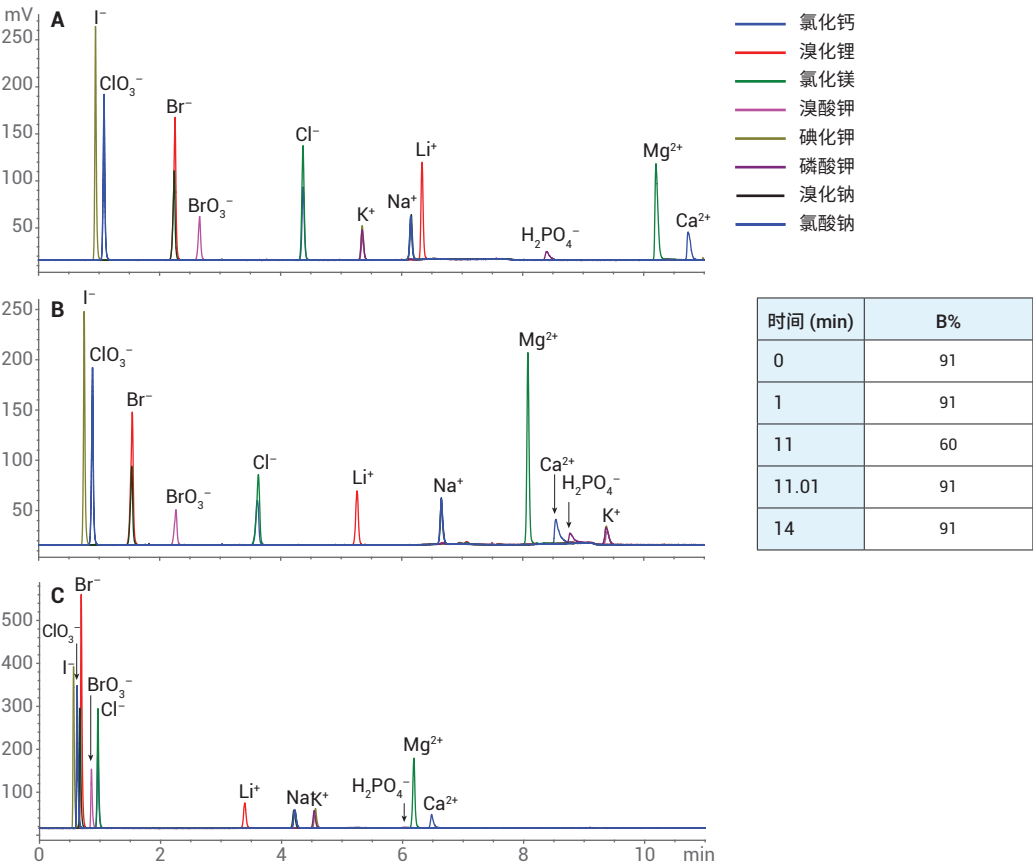 mV
A
250
200
150
100
50
I⁻
ClO₃⁻
Br⁻
BrO₃⁻
Cl⁻
K⁺
Na⁺
Li⁺
H₂PO₄⁻
Mg²⁺
Ca²⁺
氯化钙
溴化锂
氯化镁
溴酸钾
碘化钾
磷酸钾
溴化钠
氯酸钠
B
250
200
150
100
50
I⁻
ClO₃⁻
Br⁻
BrO₃⁻
Cl⁻
Li⁺
Na⁺
Mg²⁺
Ca²⁺
H₂PO₄⁻
K⁺
时间 (min) B%
0 91
1 91
11 60
11.01 91
14 91
C
500
400
300
200
100
Br⁻
ClO₃⁻
I⁻
BrO₃⁻
Cl⁻
Li⁺
Na⁺
K⁺
H₂PO₄⁻
Mg²⁺
Ca²⁺
0 2 4 6 8 10 min